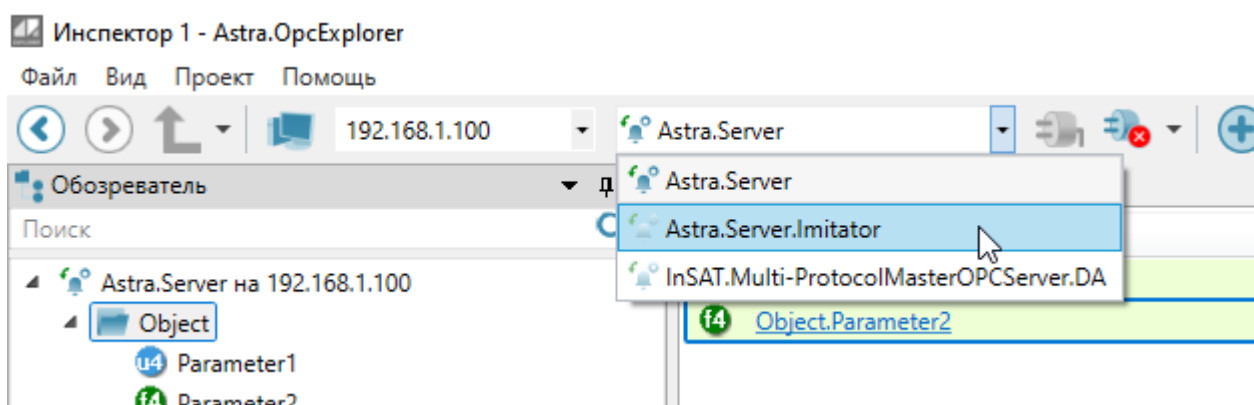 Инспектор 1 - Astra.OpcExplorer
Файл Вид Проект Помощь
192.168.1.100 Astra.Server
Обозреватель
Поиск
Astra.Server
Astra.Server.Imitator
InSAT.Multi-ProtocolMasterOPCServer.DA
Astra.Server на 192.168.1.100
Object
u4 Parameter1
f4 Parameter2
f4 Object.Parameter2